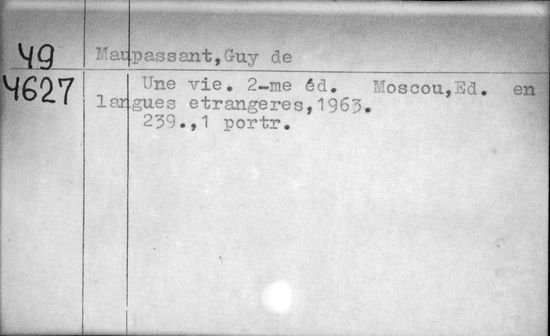 49
Maupassant,Guy de
4627
Une vie. 2-me éd. Moscou,Ed. en
langues etrangeres,1963.
239.,1 portr.